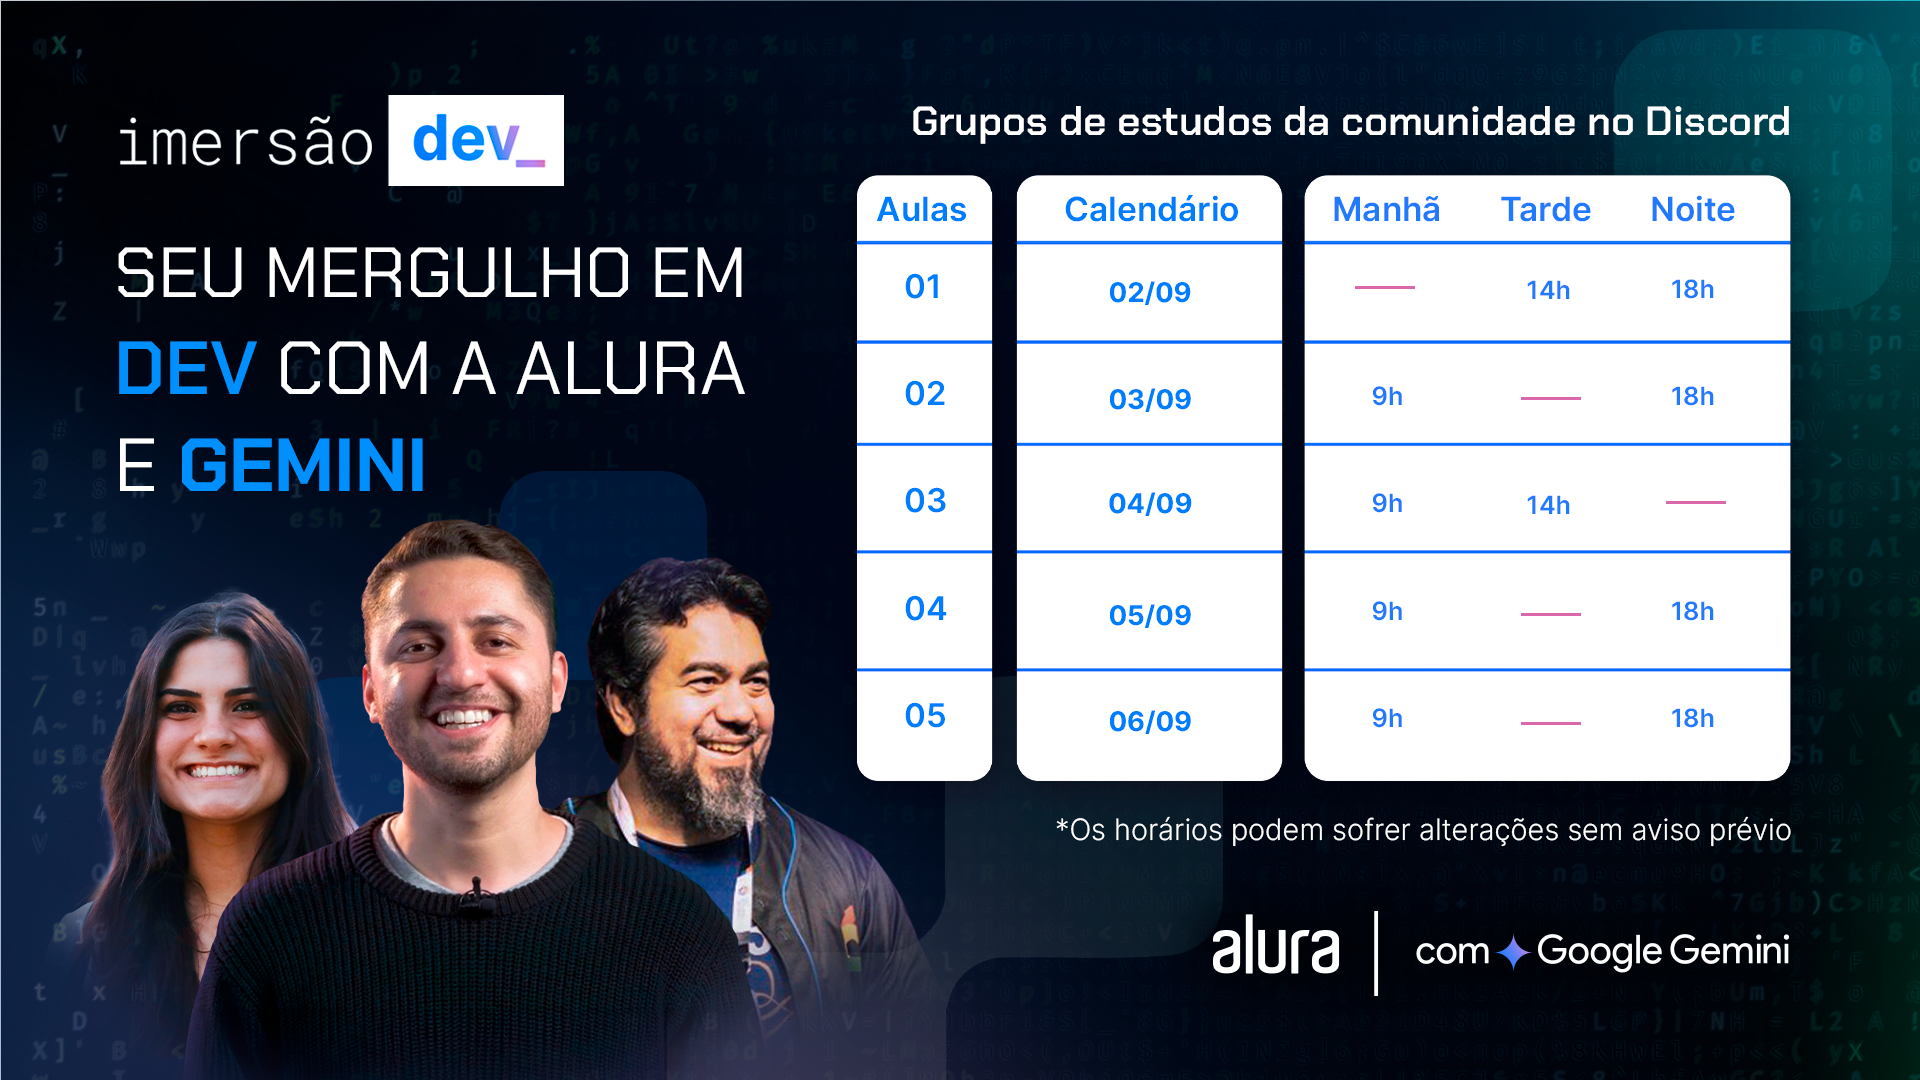 imersão dev_
SEU MERGULHO EM
DEV COM A ALURA
E GEMINI
Grupos de estudos da comunidade no Discord
Aulas Calendário Manhã Tarde Noite
01 02/09 — 14h 18h
02 03/09 9h — 18h
03 04/09 9h 14h —
04 05/09 9h — 18h
05 06/09 9h — 18h
*Os horários podem sofrer alterações sem aviso prévio
alura | com Google Gemini